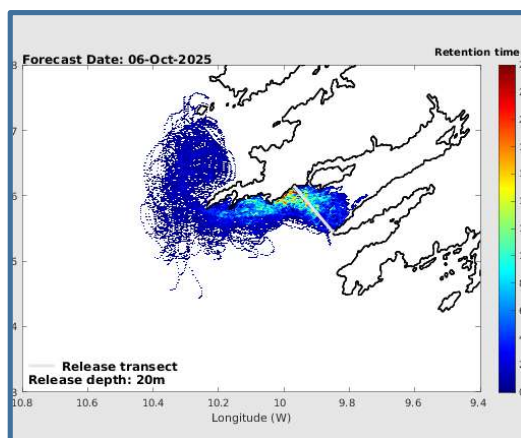 Forecast Date: 06-Oct-2025
Retention time
Release transect
Release depth: 20m
10.8 10.6 10.4 10.2 10 9.8 9.6 9.4
Longitude (W)